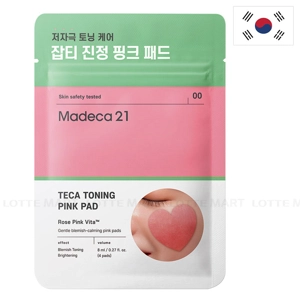 저자극 토닝 케어
잡티 진정 핑크 패드
Skin safety tested
00
Madeca 21
TECA TONING
PINK PAD
Rose Pink Vita™
Gentle blemish-calming pink pads
effect
volume
Blemish Toning
Brightening
8 ml / 0.27 fl. oz.
(4 pads)
LOTTE MART